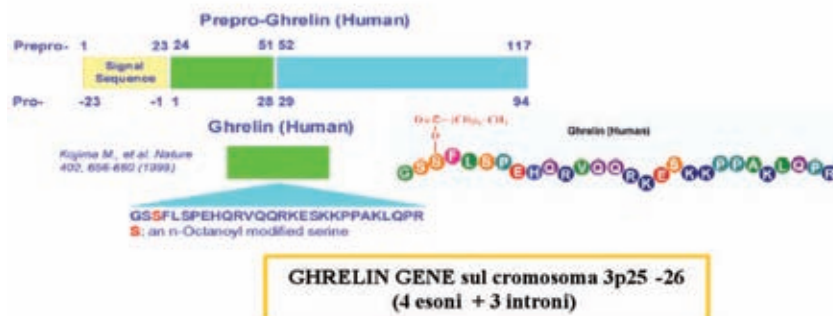 Prepro-Ghrelin (Human)
Prepro- 1 23 24 51 52 117
Signal
Sequence
Pro- -23 -1 1 28 29 94
Ghrelin (Human)
Kojima M., et al. Nature
402, 656-660 (1999)
GSSFLSPEHQRVQQRKESKKPPAKLQPR
S: an n-Octanoyl modified serine
Ghrelin (Human)
G S S F L S P E H Q R V Q Q R K E S K K P P A K L Q P R
GHRELIN GENE sul cromosoma 3p25 -26
(4 esoni + 3 introni)